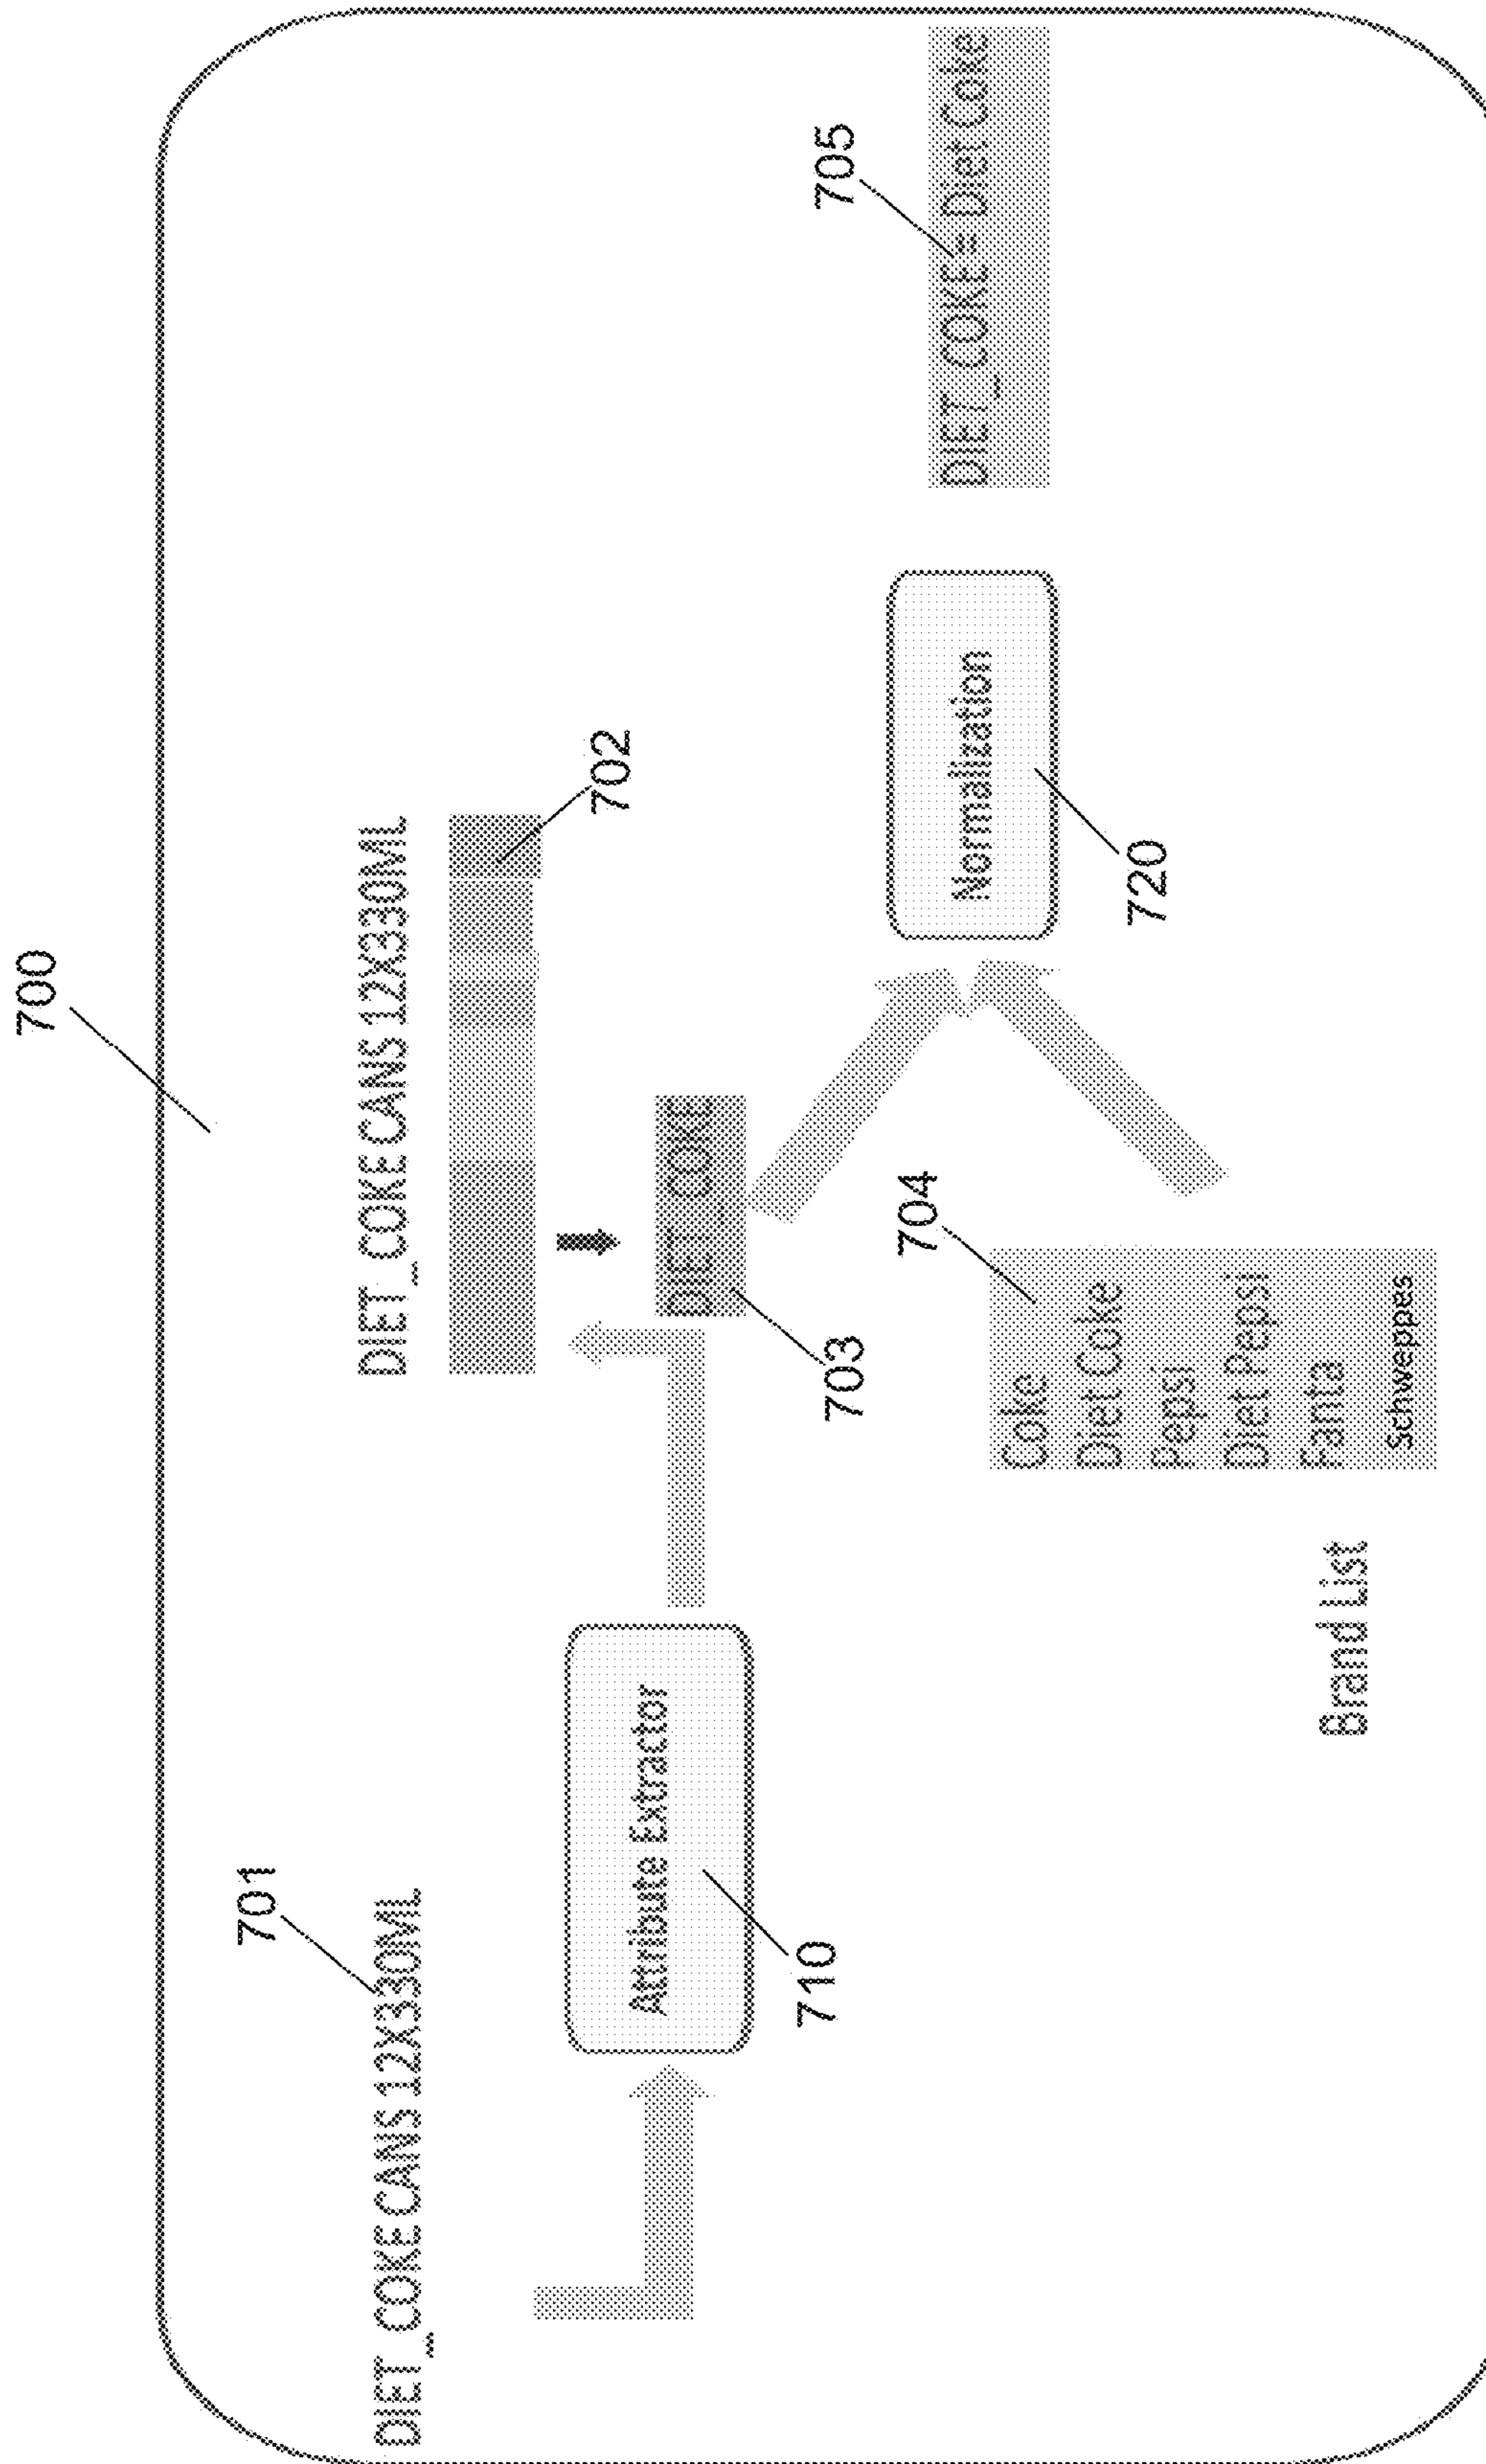 700
701
DIET_COKE CANS 12X330ML
DIET_COKE CANS 12X330ML
702
Attribute Extractor
710
DIET_COKE
703
704
Coke
Diet Coke
Pepsi
Diet Pepsi
Fanta
Schweppes
Brand List
Normalization
720
705
DIET_COKE = Diet Coke